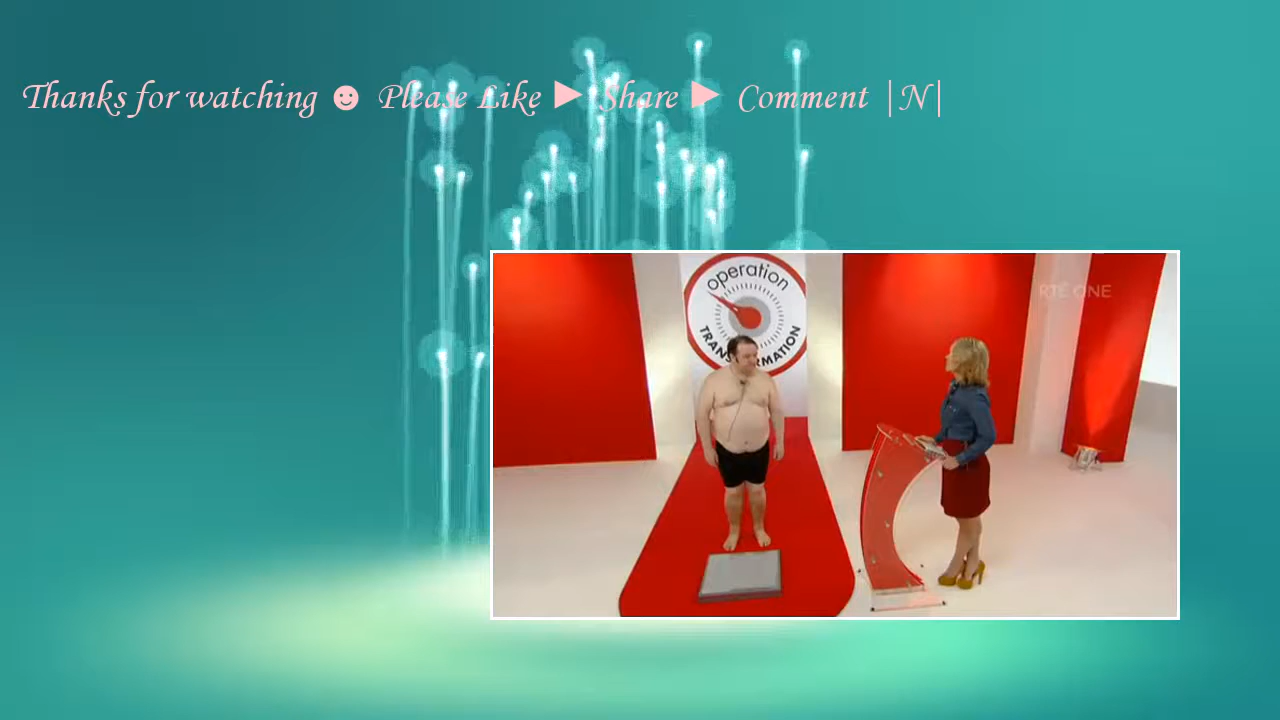 Thanks for watching ☻ Please Like ► Share ► Comment |N|
operation
TRANSFORMATION
RTÉ ONE